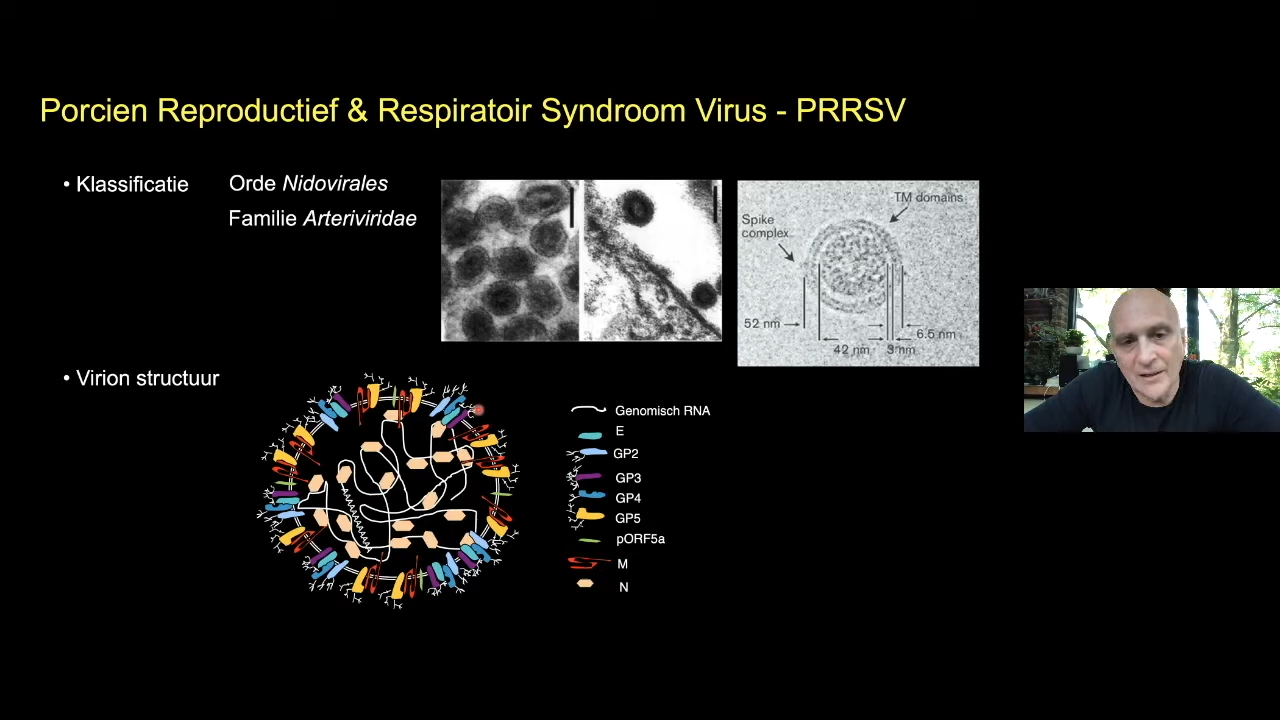 Porcien Reproductief & Respiratoir Syndroom Virus - PRRSV
• Klassificatie
Orde Nidovirales
Familie Arteriviridae
TM domains
Spike
complex
52 nm
42 nm
3 nm
6.5 nm
• Virion structuur
Genomisch RNA
E
GP2
GP3
GP4
GP5
pORF5a
M
N